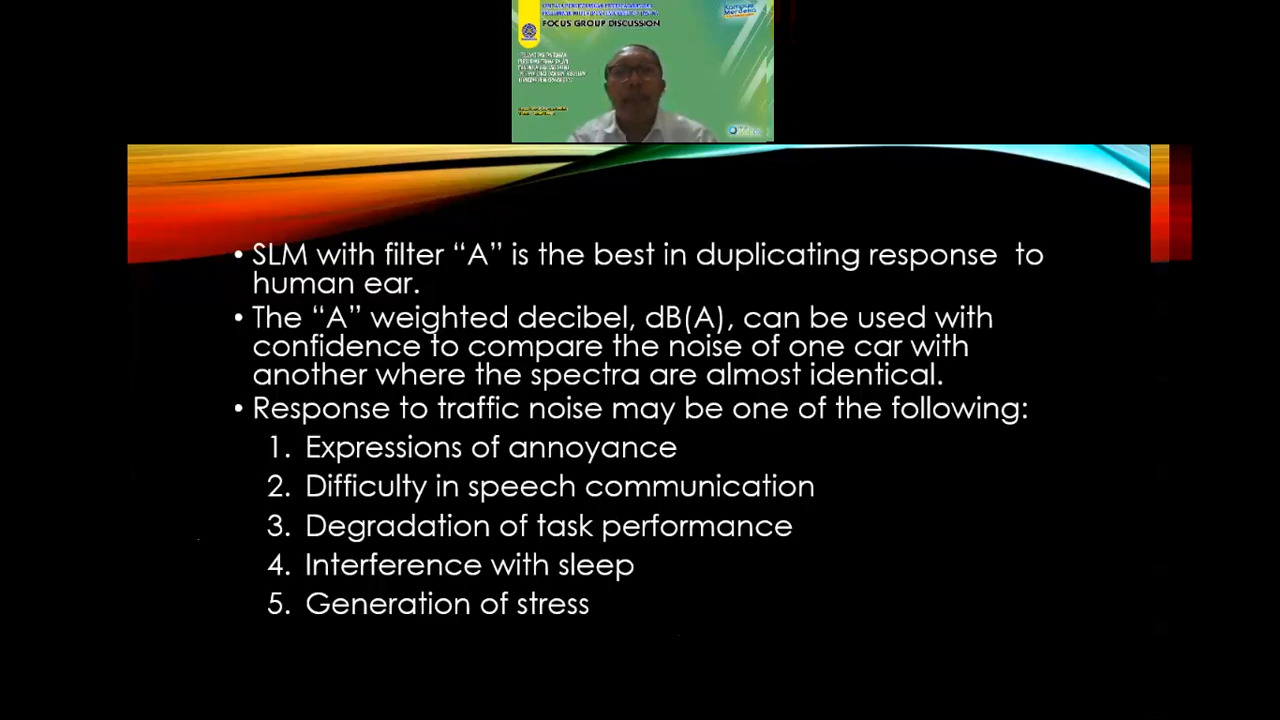 FOCUS GROUP DISCUSSION
Kampus
Merdeka
• SLM with filter “A” is the best in duplicating response to
human ear.
• The “A” weighted decibel, dB(A), can be used with
confidence to compare the noise of one car with
another where the spectra are almost identical.
• Response to traffic noise may be one of the following:
1. Expressions of annoyance
2. Difficulty in speech communication
3. Degradation of task performance
4. Interference with sleep
5. Generation of stress